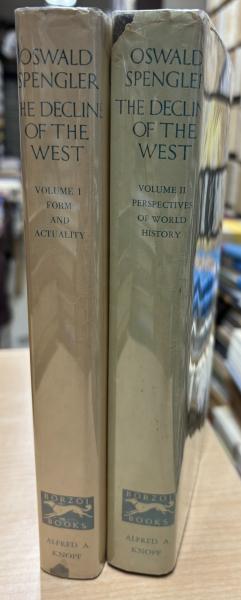 OSWALD
SPENGLER
THE DECLINE
OF THE
WEST
VOLUME I
FORM
AND
ACTUALITY
BORZOI
BOOKS
ALFRED A.
KNOPF
OSWALD
SPENGLER
THE DECLINE
OF THE
WEST
VOLUME II
PERSPECTIVES
OF WORLD
HISTORY
BORZOI
BOOKS
ALFRED A.
KNOPF